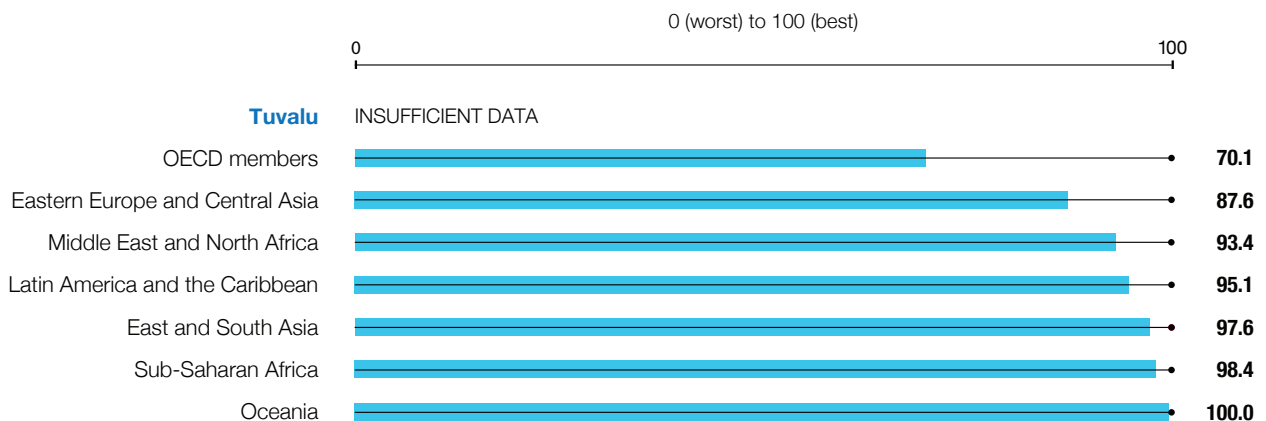 0 (worst) to 100 (best)
0 100
Tuvalu INSUFFICIENT DATA
OECD members 70.1
Eastern Europe and Central Asia 87.6
Middle East and North Africa 93.4
Latin America and the Caribbean 95.1
East and South Asia 97.6
Sub-Saharan Africa 98.4
Oceania 100.0